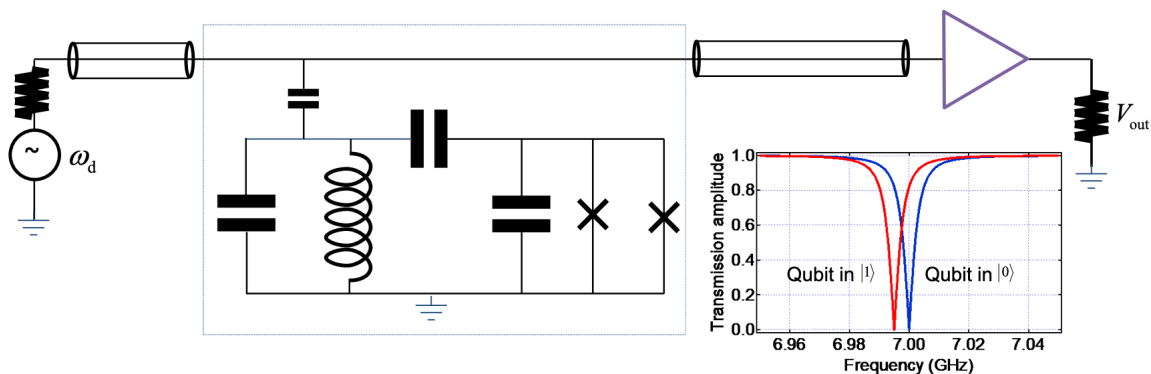 ~
ω_d
V_out
Transmission amplitude
1.0
0.8
0.6
0.4
0.2
0.0
Qubit in |1⟩ Qubit in |0⟩
6.96 6.98 7.00 7.02 7.04
Frequency (GHz)